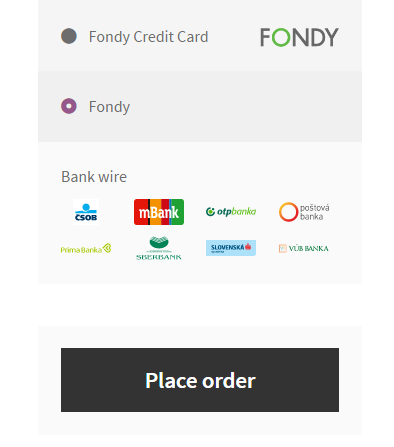 Fondy Credit Card FONDY
Fondy
Bank wire
ČSOB mBank otpbanka poštová banka
Prima Banka SBERBANK SLOVENSKÁ VÚB BANKA
Place order